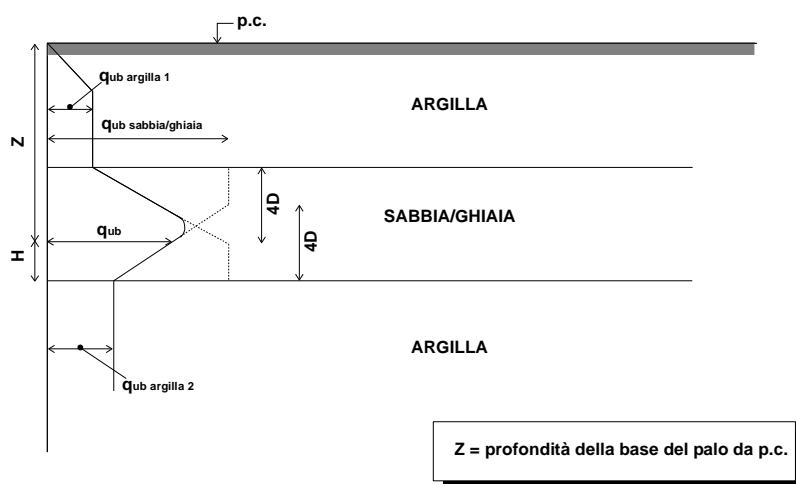 p.c.
qub argilla 1
ARGILLA
qub sabbia/ghiaia
Z
4D
SABBIA/GHIAIA
4D
qub
H
ARGILLA
qub argilla 2
Z = profondità della base del palo da p.c.